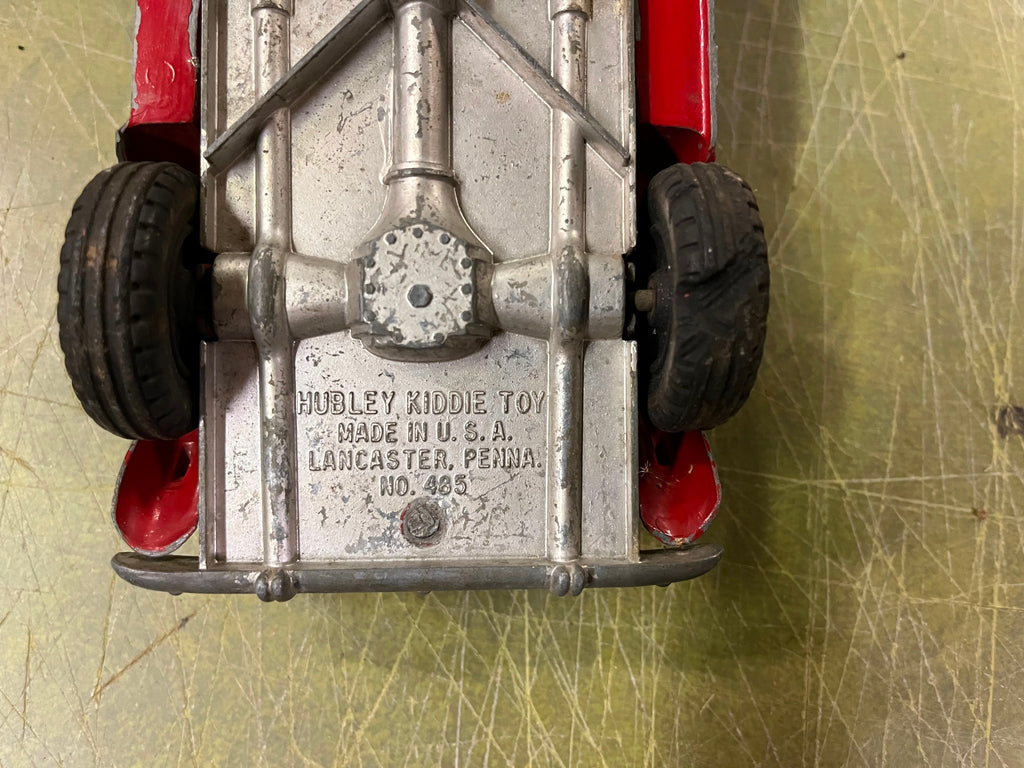 HUBLEY KIDDIE TOY
MADE IN U. S. A.
LANCASTER, PENNA.
NO. 485